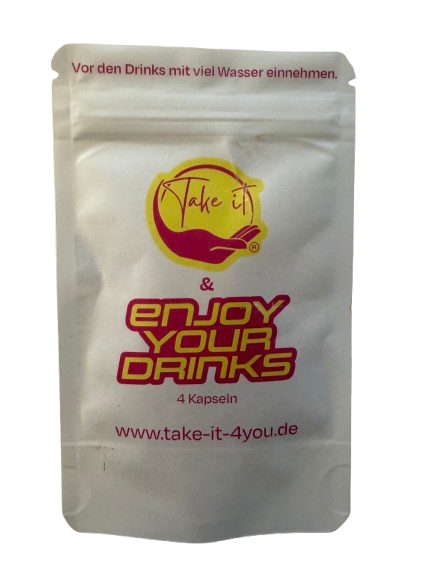 Vor den Drinks mit viel Wasser einnehmen.
Take it
®
&
ENJOY
YOUR
DRINKS
4 Kapseln
www.take-it-4you.de